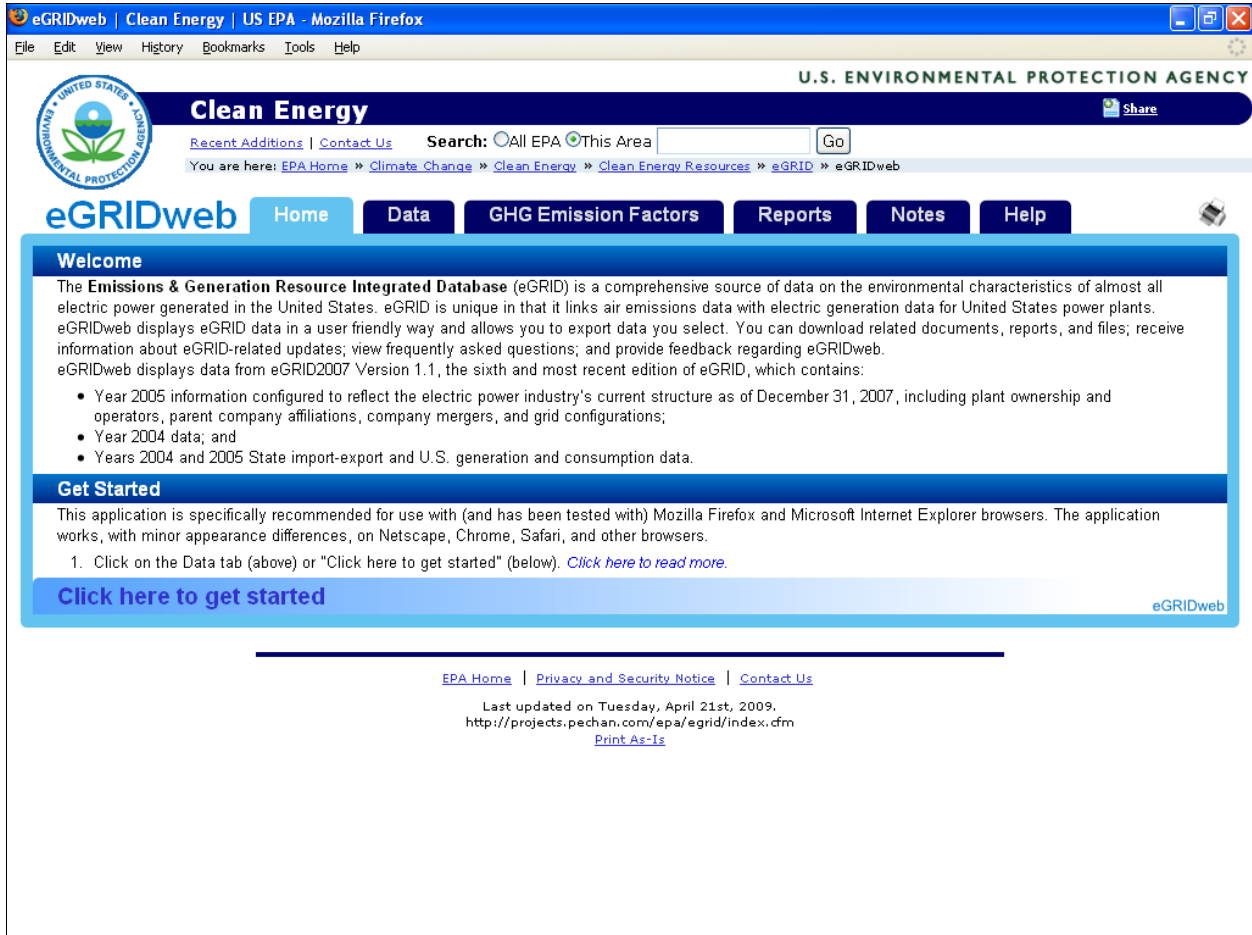 eGRIDweb | Clean Energy | US EPA - Mozilla Firefox
File Edit View History Bookmarks Tools Help
U.S. ENVIRONMENTAL PROTECTION AGENCY
UNITED STATES ENVIRONMENTAL PROTECTION AGENCY
Clean Energy
Share
Recent Additions | Contact Us Search: All EPA This Area Go
You are here: EPA Home » Climate Change » Clean Energy » Clean Energy Resources » eGRID » eGRIDweb
eGRIDweb Home Data GHG Emission Factors Reports Notes Help
Welcome
The Emissions & Generation Resource Integrated Database (eGRID) is a comprehensive source of data on the environmental characteristics of almost all
electric power generated in the United States. eGRID is unique in that it links air emissions data with electric generation data for United States power plants.
eGRIDweb displays eGRID data in a user friendly way and allows you to export data you select. You can download related documents, reports, and files; receive
information about eGRID-related updates; view frequently asked questions; and provide feedback regarding eGRIDweb.
eGRIDweb displays data from eGRID2007 Version 1.1, the sixth and most recent edition of eGRID, which contains:
• Year 2005 information configured to reflect the electric power industry's current structure as of December 31, 2007, including plant ownership and
operators, parent company affiliations, company mergers, and grid configurations;
• Year 2004 data; and
• Years 2004 and 2005 State import-export and U.S. generation and consumption data.
Get Started
This application is specifically recommended for use with (and has been tested with) Mozilla Firefox and Microsoft Internet Explorer browsers. The application
works, with minor appearance differences, on Netscape, Chrome, Safari, and other browsers.
1. Click on the Data tab (above) or "Click here to get started" (below). Click here to read more.
Click here to get started
eGRIDweb
EPA Home | Privacy and Security Notice | Contact Us
Last updated on Tuesday, April 21st, 2009.
http://projects.pechan.com/epa/egrid/index.cfm
Print As-Is